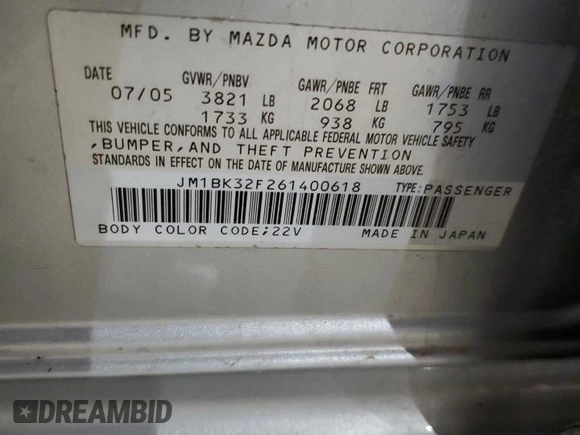 MFD. BY MAZDA MOTOR CORPORATION
DATE GVWR/PNBV GAWR/PNBE FRT GAWR/PNBE RR
07/05 3821 LB 2068 LB 1753 LB
1733 KG 938 KG 795 KG
THIS VEHICLE CONFORMS TO ALL APPLICABLE FEDERAL MOTOR VEHICLE SAFETY
,BUMPER,AND THEFT PREVENTION
STANDARDS IN EFFECT ON THE DATE OF MANUFACTURE SHOWN ABOVE.
JM1BK32F261400618 TYPE:PASSENGER
BODY COLOR CODE;22V MADE IN JAPAN
DREAMBID